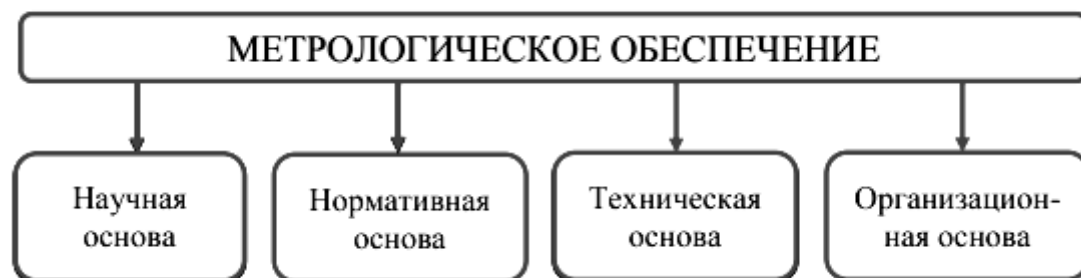 МЕТРОЛОГИЧЕСКОЕ ОБЕСПЕЧЕНИЕ
Научная
основа
Нормативная
основа
Техническая
основа
Организацион-
ная основа